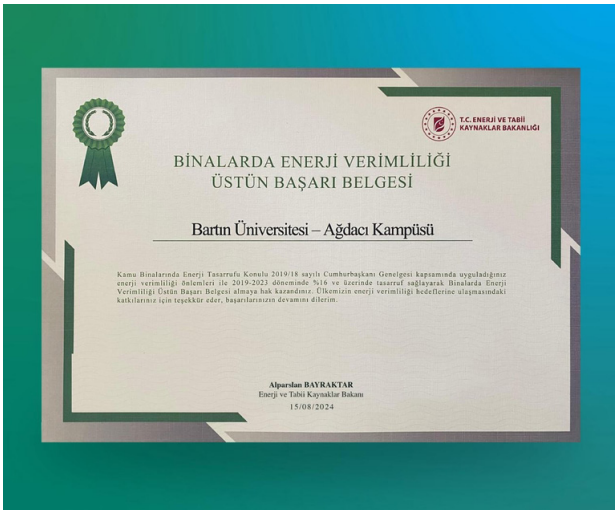 T.C. ENERJİ VE TABİİ
KAYNAKLAR BAKANLIĞI
BİNALARDA ENERJİ VERİMLİLİĞİ
ÜSTÜN BAŞARI BELGESİ
Bartın Üniversitesi – Ağdacı Kampüsü
Kamu Binalarında Enerji Tasarrufu Konulu 2019/18 sayılı Cumhurbaşkanı Genelgesi kapsamında uyguladığınız
enerji verimliliği önlemleri ile 2019-2023 döneminde %16 ve üzerinde tasarruf sağlayarak Binalarda Enerji
Verimliliği Üstün Başarı Belgesi almaya hak kazandınız. Ülkemizin enerji verimliliği hedeflerine ulaşmasındaki
katkılarınız için teşekkür eder, başarılarınızın devamını dilerim.
Alparslan BAYRAKTAR
Enerji ve Tabii Kaynaklar Bakanı
15/08/2024